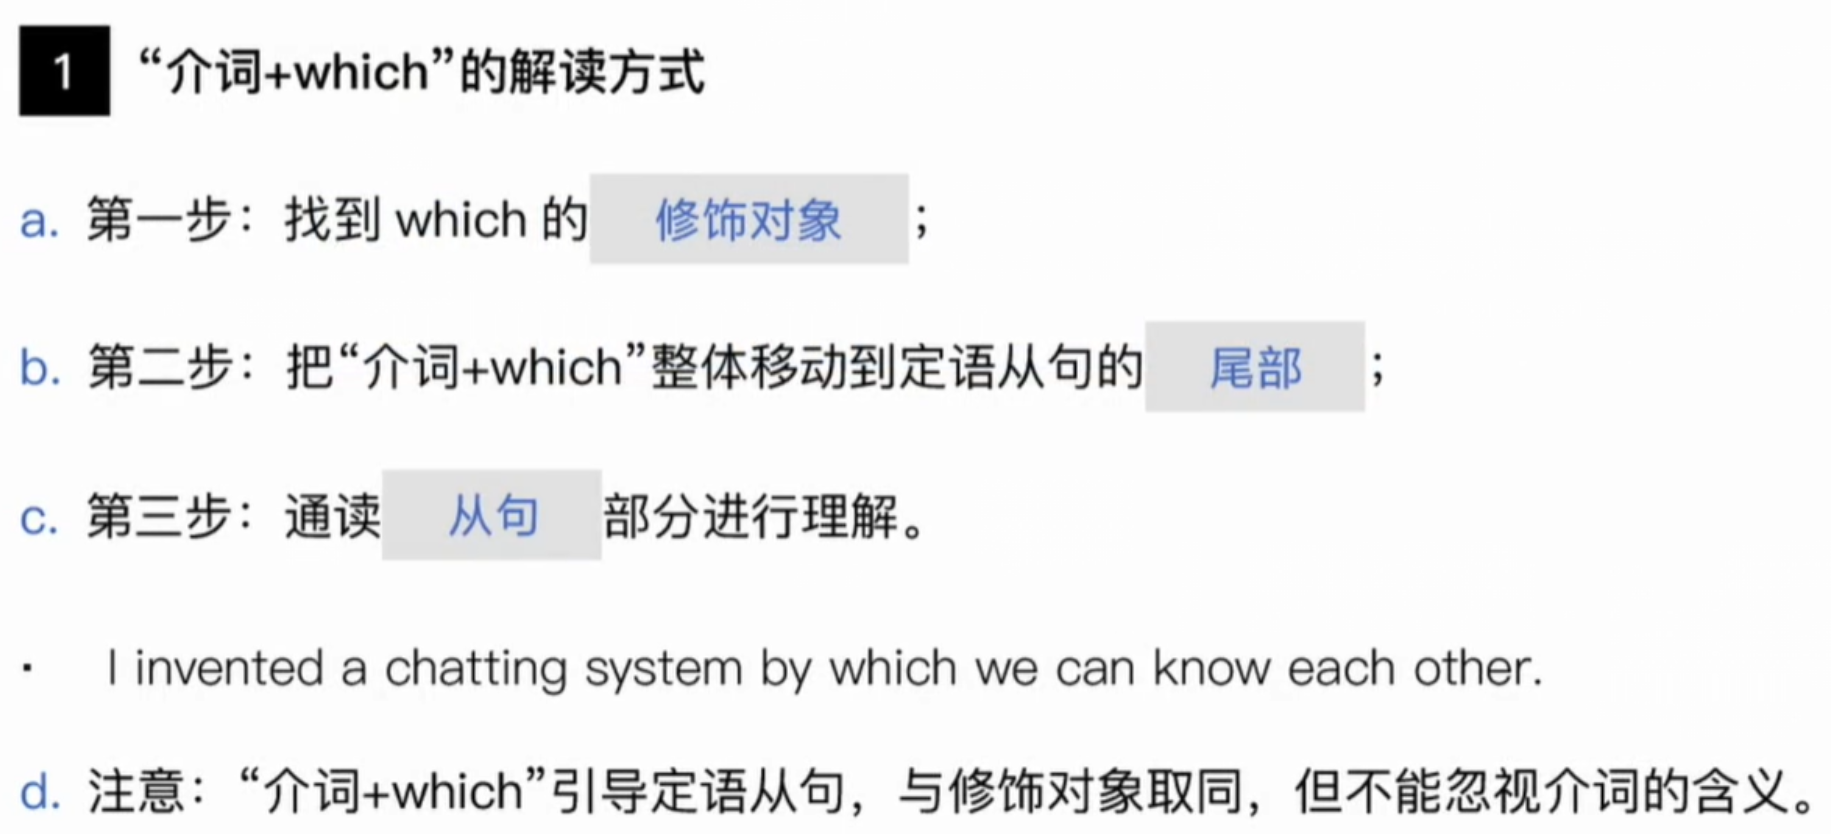 1 “介词+which”的解读方式
a. 第一步：找到 which 的 修饰对象 ；
b. 第二步：把“介词+which”整体移动到定语从句的 尾部 ；
c. 第三步：通读 从句 部分进行理解。
· I invented a chatting system by which we can know each other.
d. 注意：“介词+which”引导定语从句，与修饰对象取同，但不能忽视介词的含义。